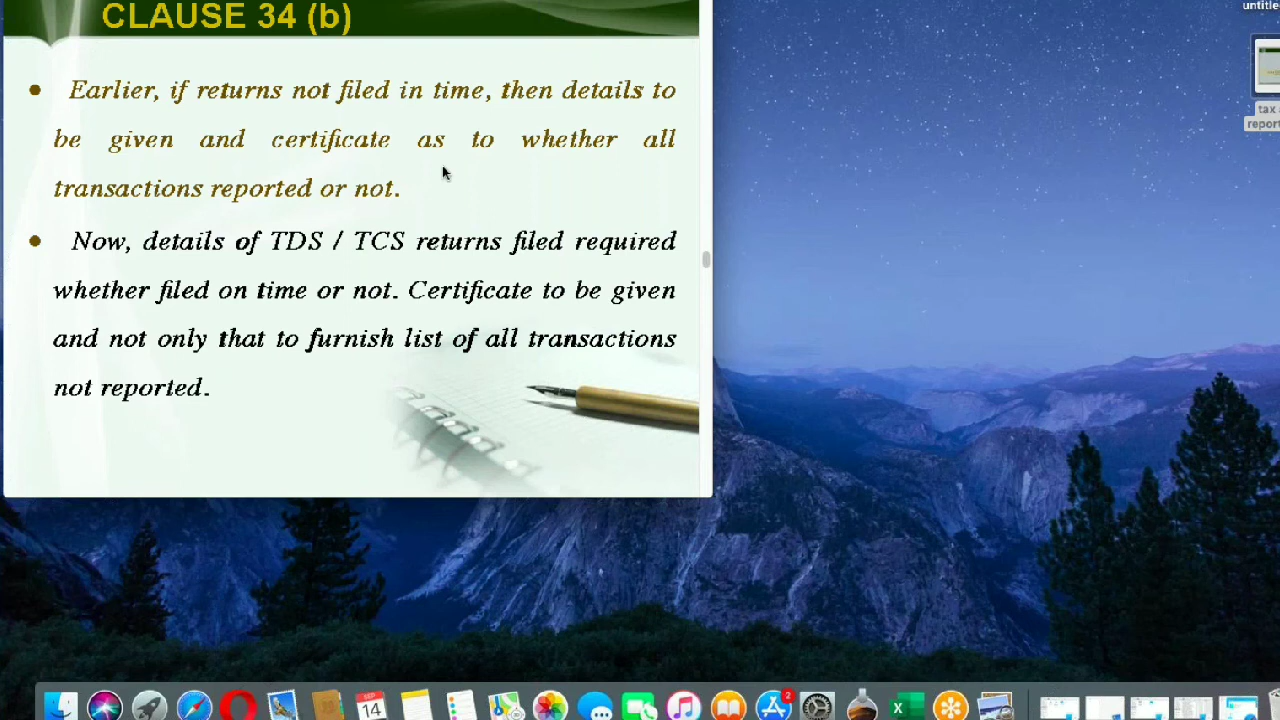 CLAUSE 34 (b)
• Earlier, if returns not filed in time, then details to
be given and certificate as to whether all
transactions reported or not.
• Now, details of TDS / TCS returns filed required
whether filed on time or not. Certificate to be given
and not only that to furnish list of all transactions
not reported.
untitle
tax
report
SEP
14
2